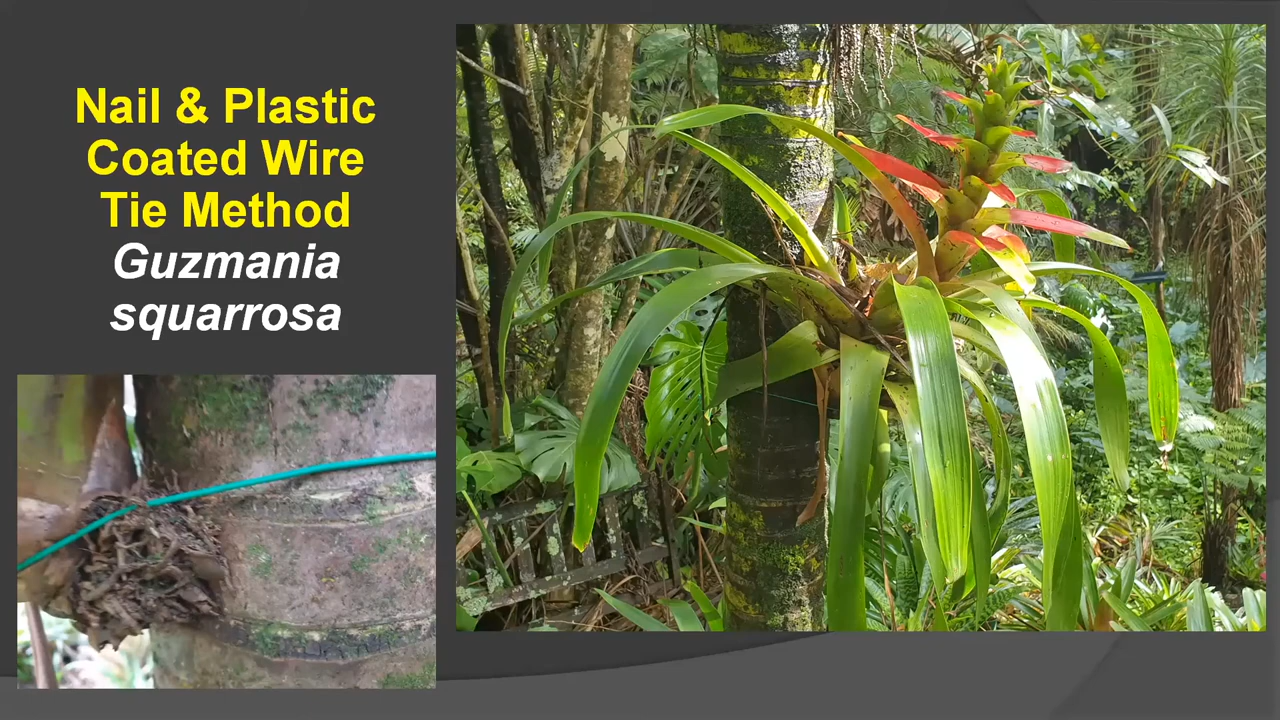 Nail & Plastic
Coated Wire
Tie Method
Guzmania
squarrosa